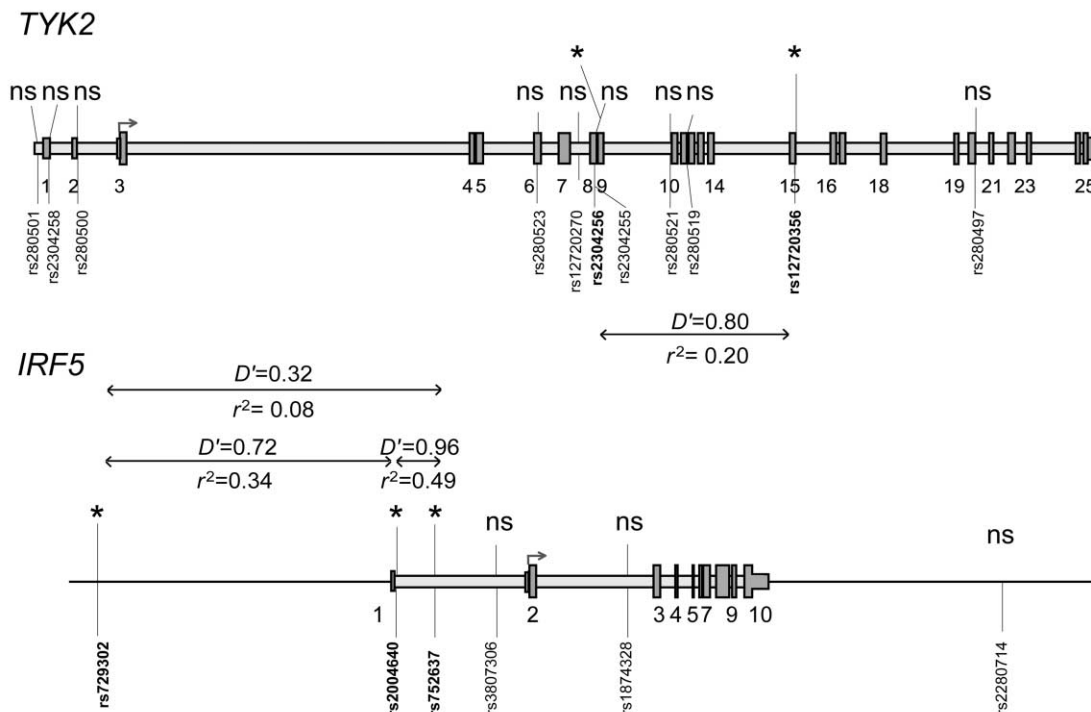 TYK2
* *
ns ns ns ns ns ns ns ns ns
1 2 3 4 5 6 7 8 9 10 14 15 16 18 19 21 23 25
rs280501
rs2304258
rs280500
rs280523
rs12720270
rs2304256
rs2304255
rs280521
rs280519
rs12720356
rs280497
D'=0.80
r²= 0.20
IRF5
D'=0.32
r²= 0.08
D'=0.72 D'=0.96
r²=0.34 r²=0.49
* * * ns ns ns
1 2 3 4 5 7 9 10
rs729302
rs2004640
rs752637
rs3807306
rs1874328
rs2280714